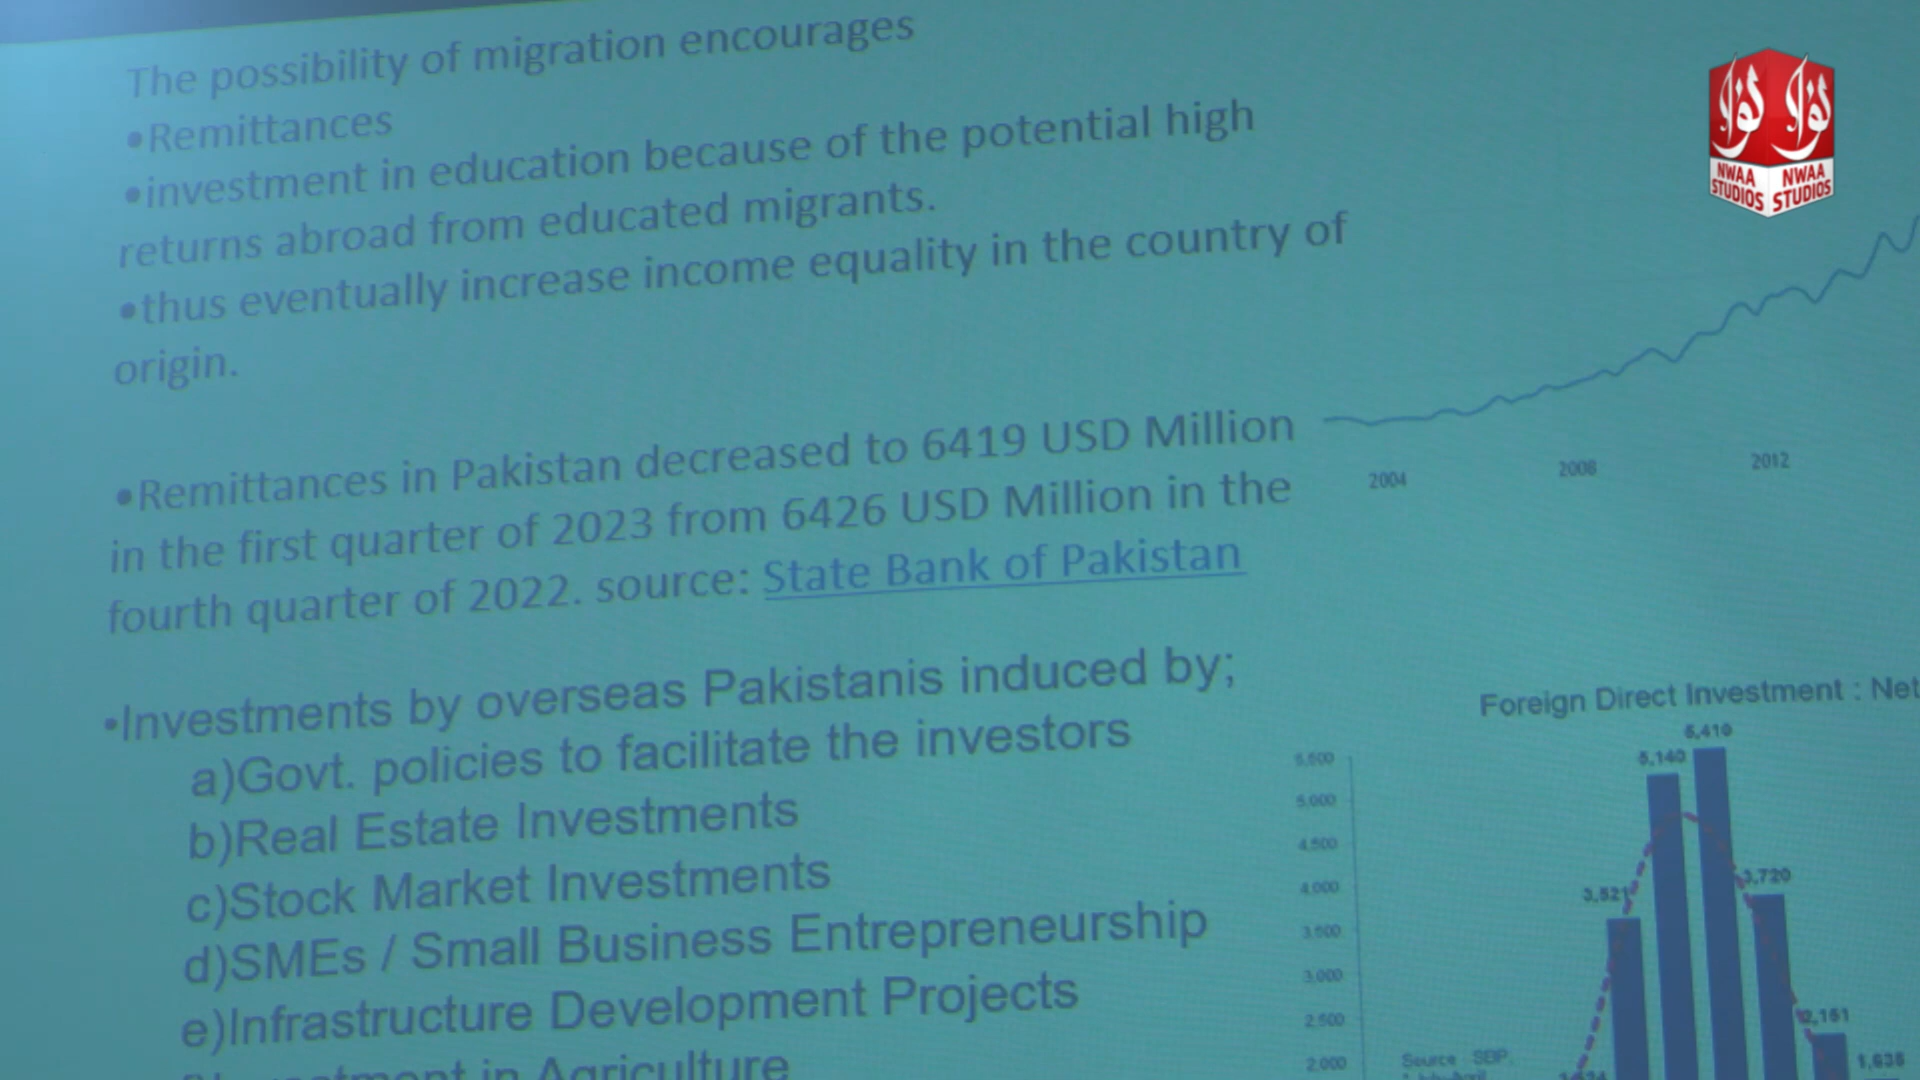 The possibility of migration encourages
•Remittances
•investment in education because of the potential high
returns abroad from educated migrants.
•thus eventually increase income equality in the country of
origin.
•Remittances in Pakistan decreased to 6419 USD Million
in the first quarter of 2023 from 6426 USD Million in the
fourth quarter of 2022. source: State Bank of Pakistan
•Investments by overseas Pakistanis induced by;
a)Govt. policies to facilitate the investors
b)Real Estate Investments
c)Stock Market Investments
d)SMEs / Small Business Entrepreneurship
e)Infrastructure Development Projects
in Agriculture
NWAA NWAA
STUDIOS STUDIOS
2004 2008 2012
Foreign Direct Investment : Net
5,410
5,140
3,720
3,521
2,161
1,635
5,500
5,000
4,500
4,000
3,500
3,000
2,500
2,000
Source SBP,